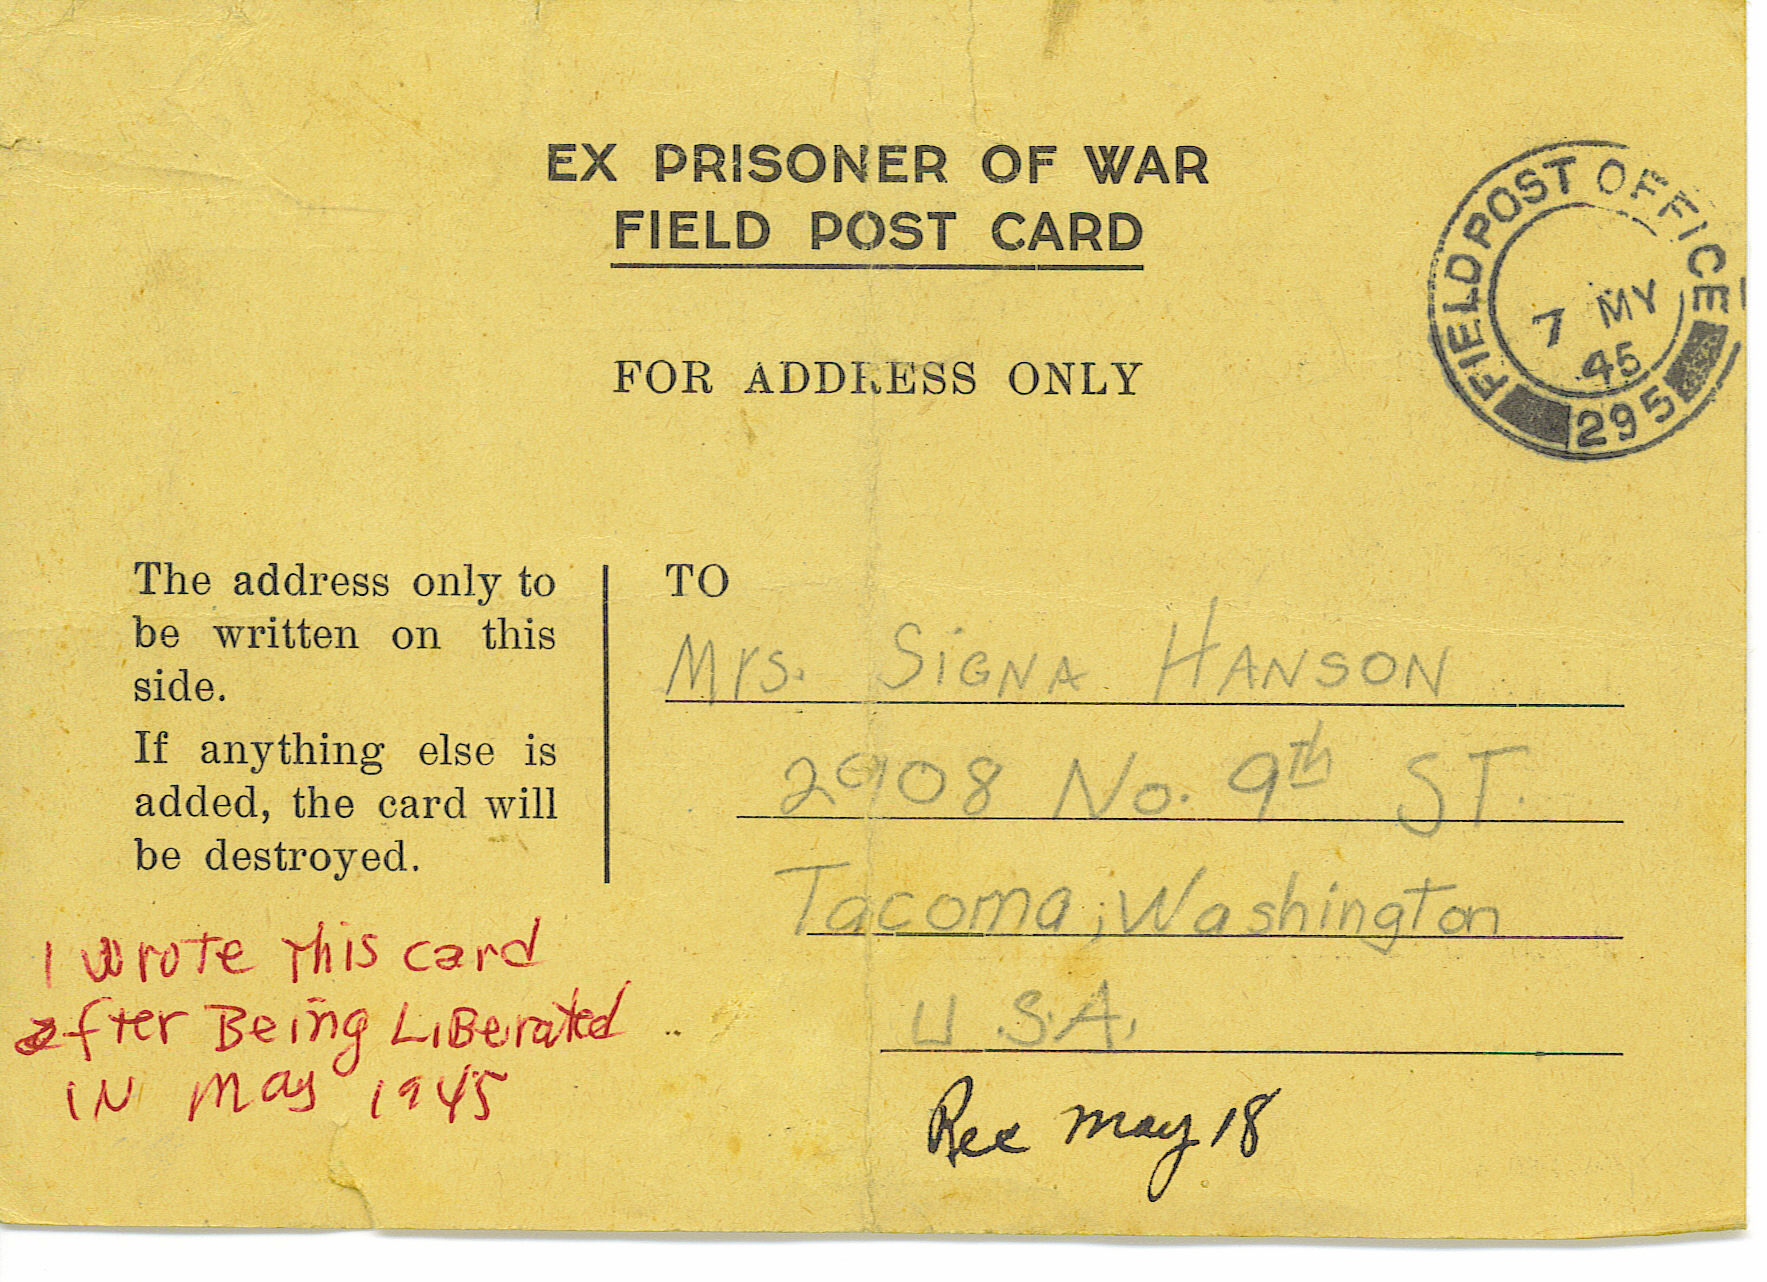 EX PRISONER OF WAR
FIELD POST CARD
FOR ADDRESS ONLY
FIELD POST OFFICE
7 MY
45
295
The address only to
be written on this
side.
If anything else is
added, the card will
be destroyed.
TO
Mrs. SIGNA HANSON
2908 No. 9th ST.
Tacoma, Washington
U.S.A.
I wrote This card
after Being LIBerated
IN May 1945
Rec May 18